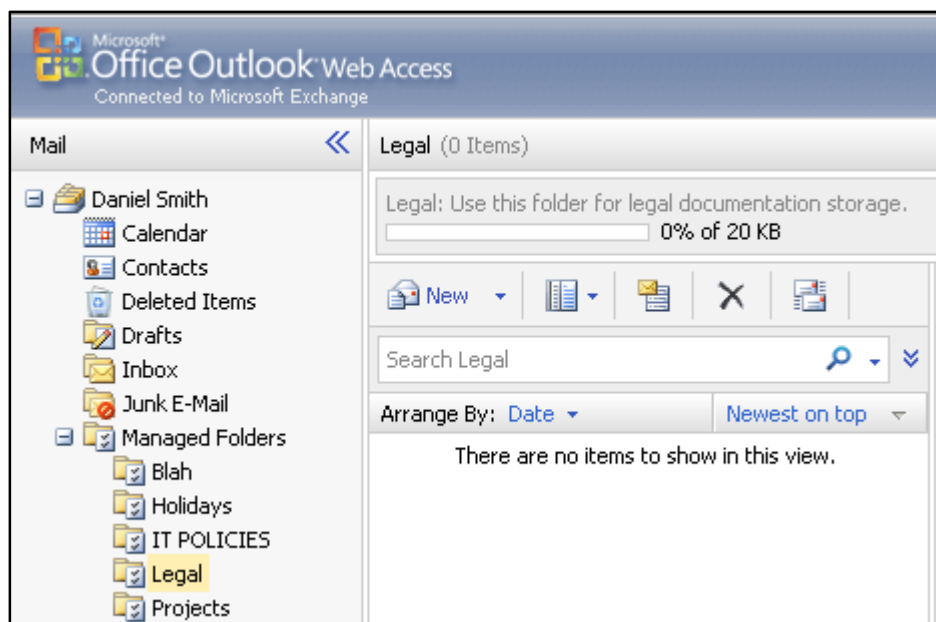 Microsoft®
Office Outlook® Web Access
Connected to Microsoft Exchange
Mail
Legal (0 Items)
Daniel Smith
Calendar
Contacts
Deleted Items
Drafts
Inbox
Junk E-Mail
Managed Folders
Blah
Holidays
IT POLICIES
Legal
Projects
Legal: Use this folder for legal documentation storage.
0% of 20 KB
New
Search Legal
Arrange By: Date
Newest on top
There are no items to show in this view.